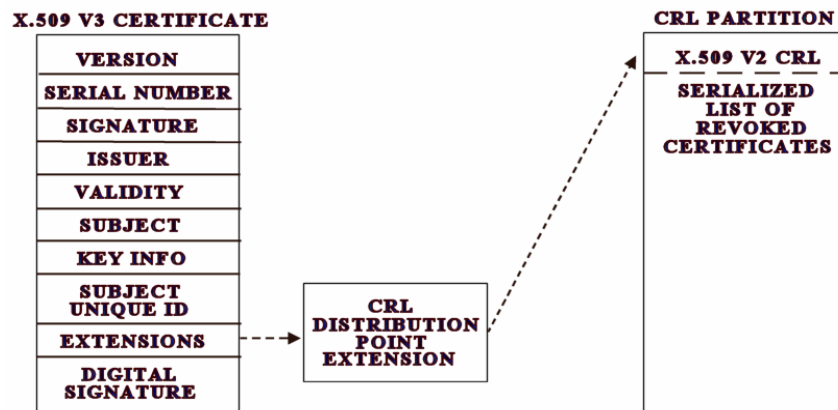 X.509 V3 CERTIFICATE
VERSION
SERIAL NUMBER
SIGNATURE
ISSUER
VALIDITY
SUBJECT
KEY INFO
SUBJECT
UNIQUE ID
EXTENSIONS
DIGITAL
SIGNATURE
CRL
DISTRIBUTION
POINT
EXTENSION
CRL PARTITION
X.509 V2 CRL
SERIALIZED
LIST OF
REVOKED
CERTIFICATES